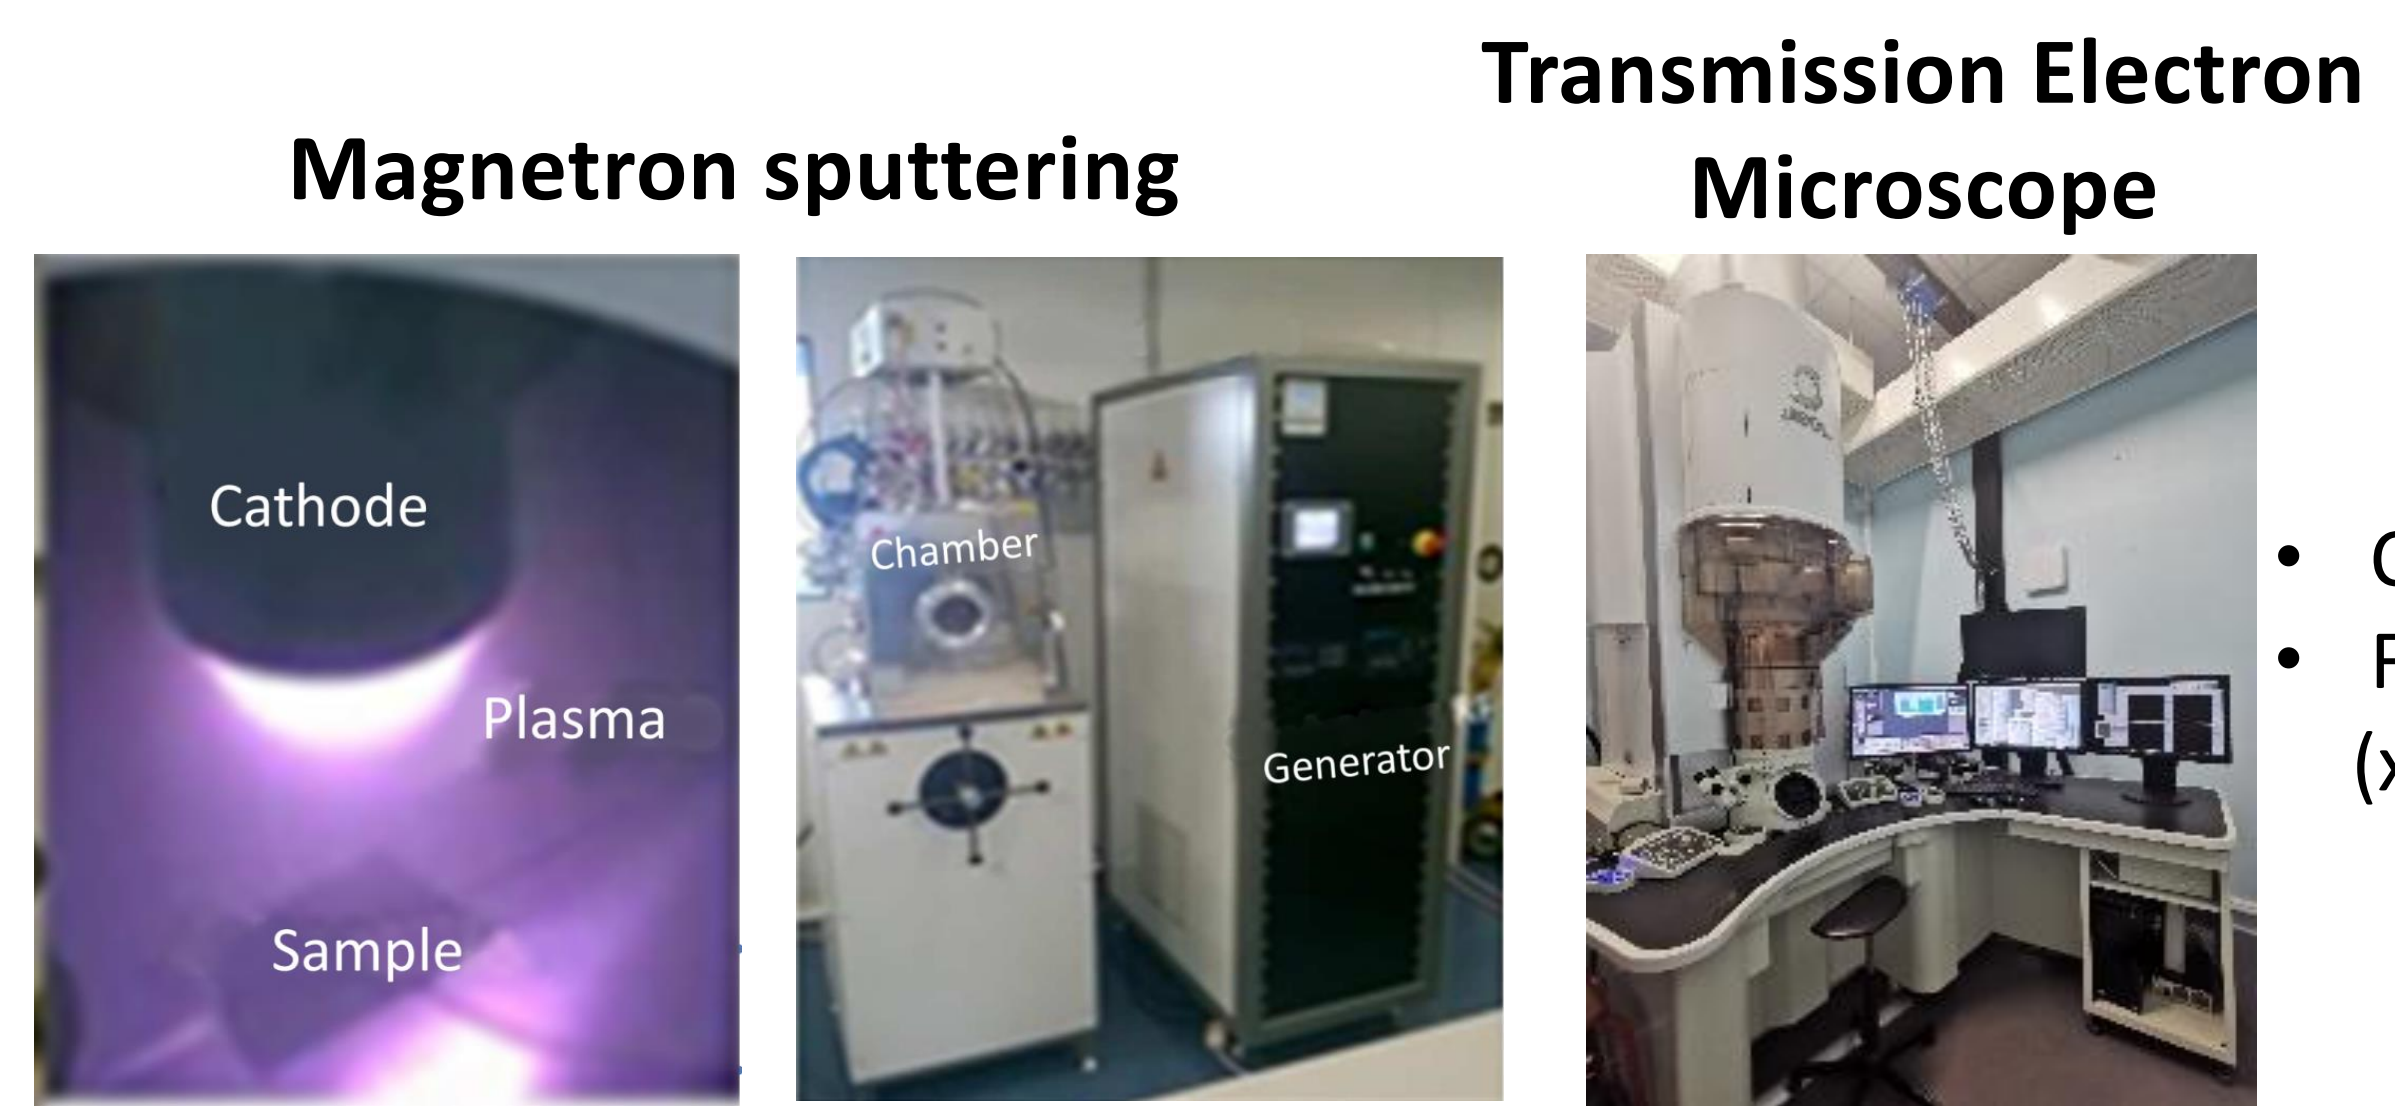 Transmission Electron
Microscope
Magnetron sputtering
Cathode
Plasma
Sample
Chamber
Generator